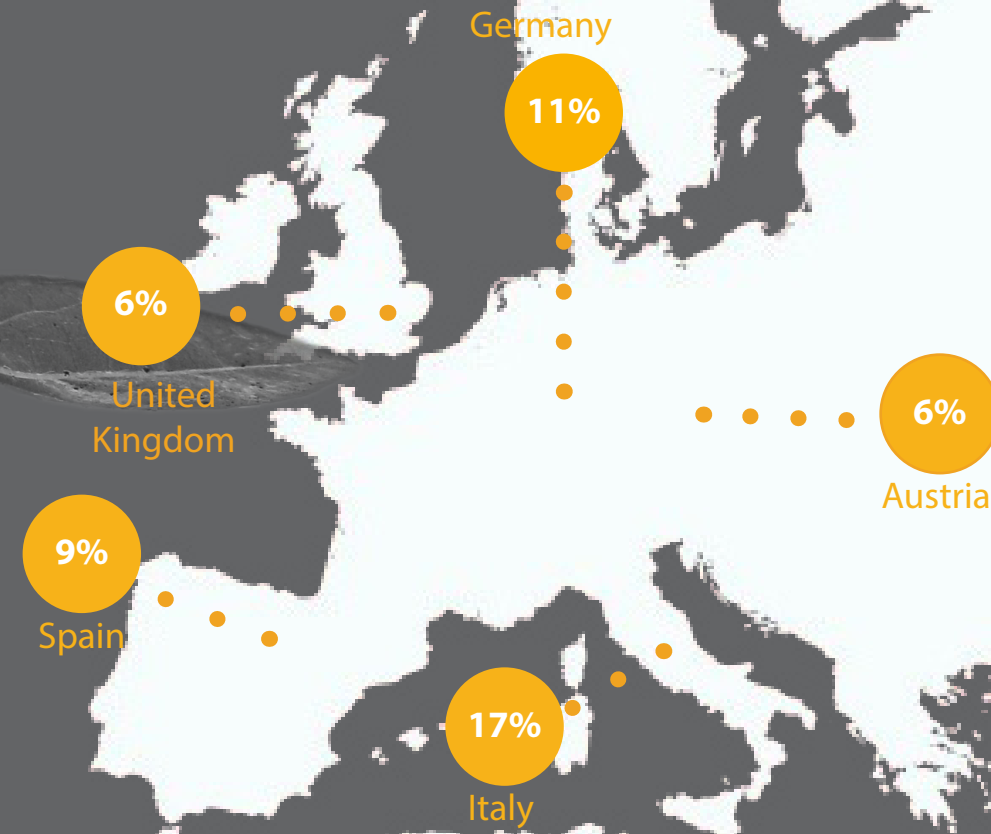 Germany
11%
6%
United
Kingdom
6%
Austria
9%
Spain
17%
Italy